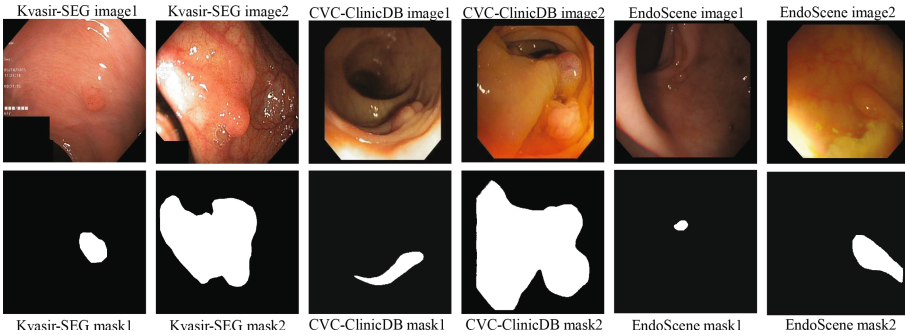 Kvasir-SEG image1 Kvasir-SEG image2 CVC-ClinicDB image1 CVC-ClinicDB image2 EndoScene image1 EndoScene image2
Kvasir-SEG mask1 Kvasir-SEG mask2 CVC-ClinicDB mask1 CVC-ClinicDB mask2 EndoScene mask1 EndoScene mask2